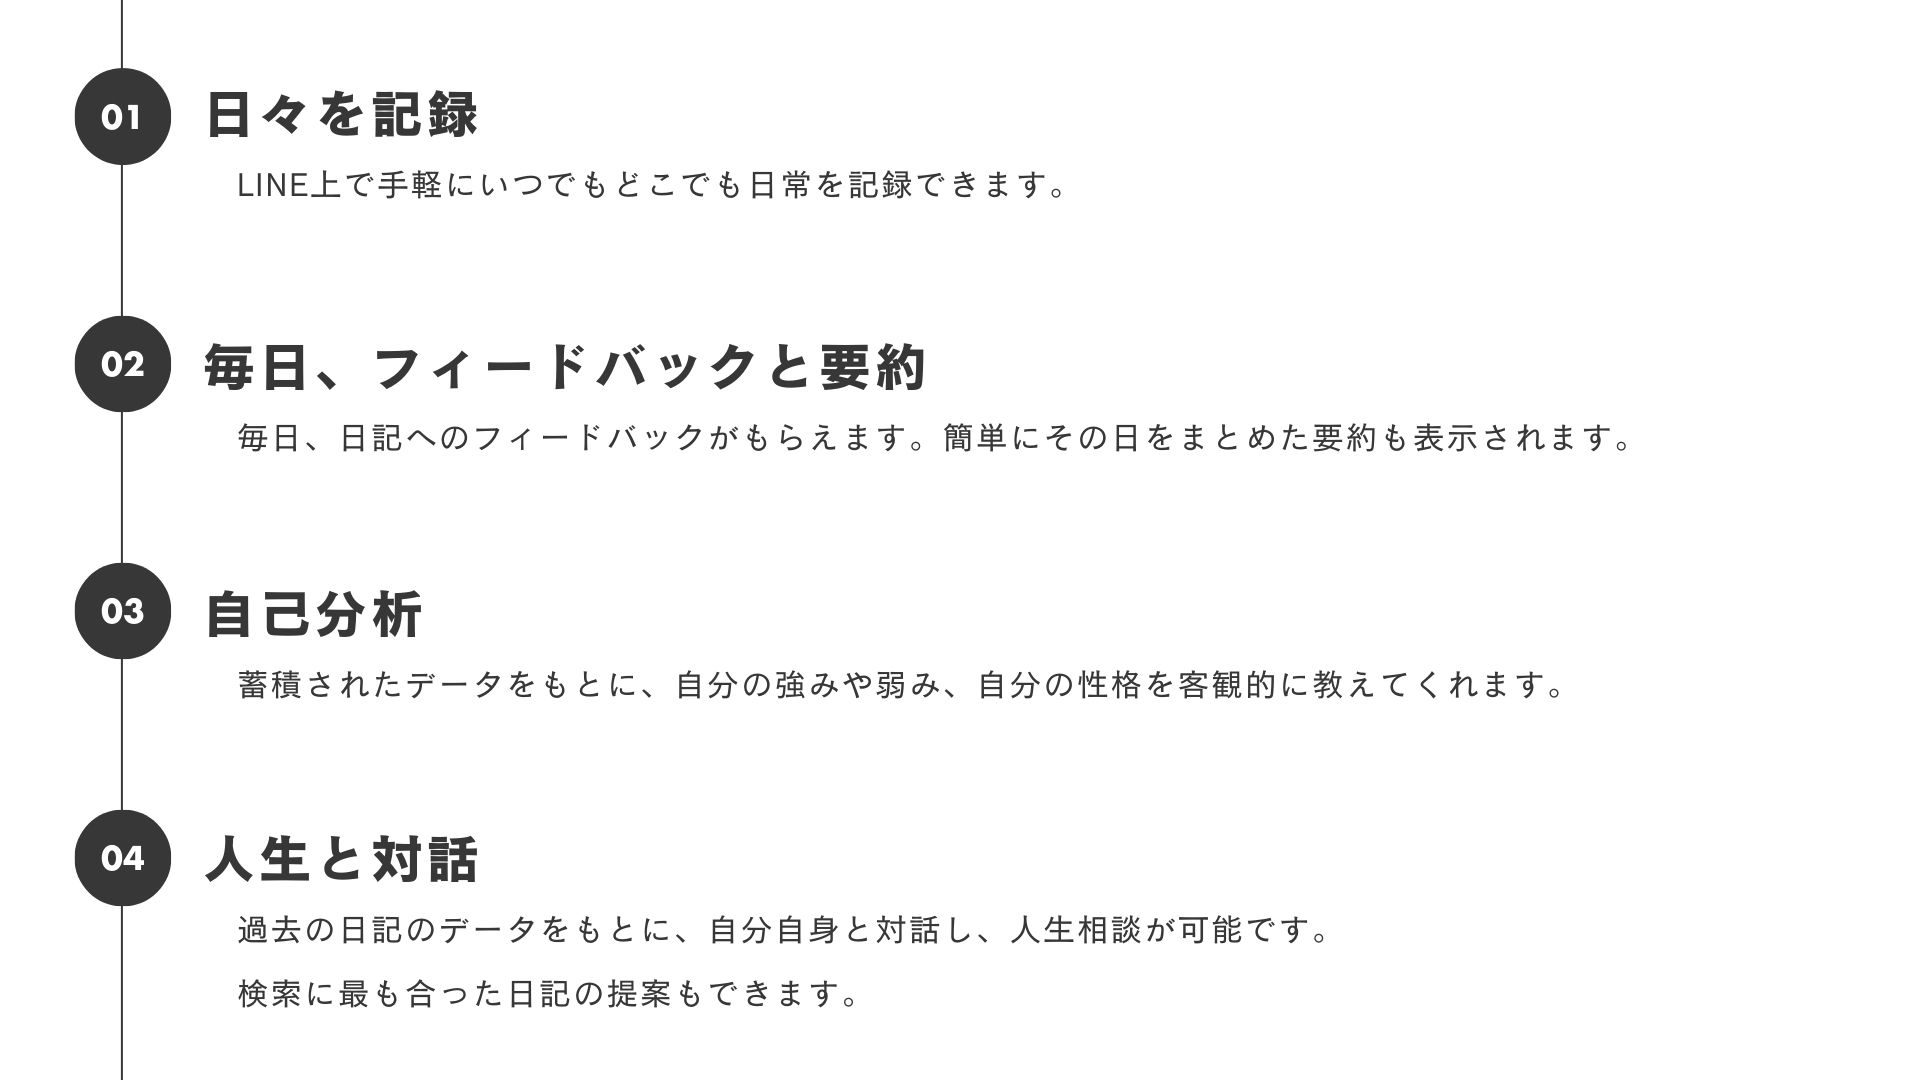 01
日々を記録
LINE上で手軽にいつでもどこでも日常を記録できます。
02
毎日、フィードバックと要約
毎日、日記へのフィードバックがもらえます。簡単にその日をまとめた要約も表示されます。
03
自己分析
蓄積されたデータをもとに、自分の強みや弱み、自分の性格を客観的に教えてくれます。
04
人生と対話
過去の日記のデータをもとに、自分自身と対話し、人生相談が可能です。
検索に最も合った日記の提案もできます。